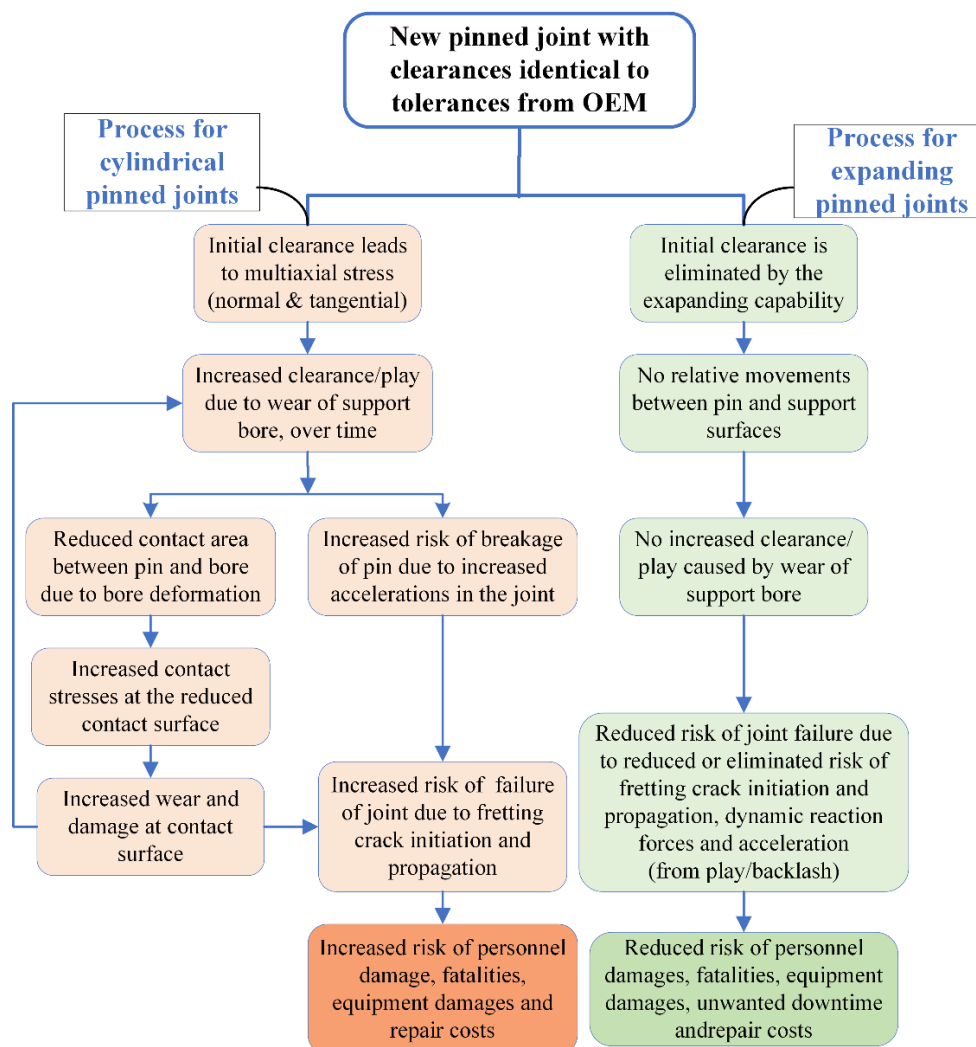 New pinned joint with
clearances identical to
tolerances from OEM
Process for
cylindrical
pinned joints
Process for
expanding
pinned joints
Initial clearance leads
to multiaxial stress
(normal & tangential)
Initial clearance is
eliminated by the
exapanding capability
Increased clearance/play
due to wear of support
bore, over time
No relative movements
between pin and support
surfaces
Reduced contact area
between pin and bore
due to bore deformation
Increased risk of breakage
of pin due to increased
accelerations in the joint
No increased clearance/
play caused by wear of
support bore
Increased contact
stresses at the reduced
contact surface
Increased wear and
damage at contact
surface
Increased risk of failure
of joint due to fretting
crack initiation and
propagation
Reduced risk of joint failure due
to reduced or eliminated risk of
fretting crack initiation and
propagation, dynamic reaction
forces and acceleration
(from play/backlash)
Increased risk of personnel
damage, fatalities,
equipment damages and
repair costs
Reduced risk of personnel
damages, fatalities, equipment
damages, unwanted downtime
andrepair costs